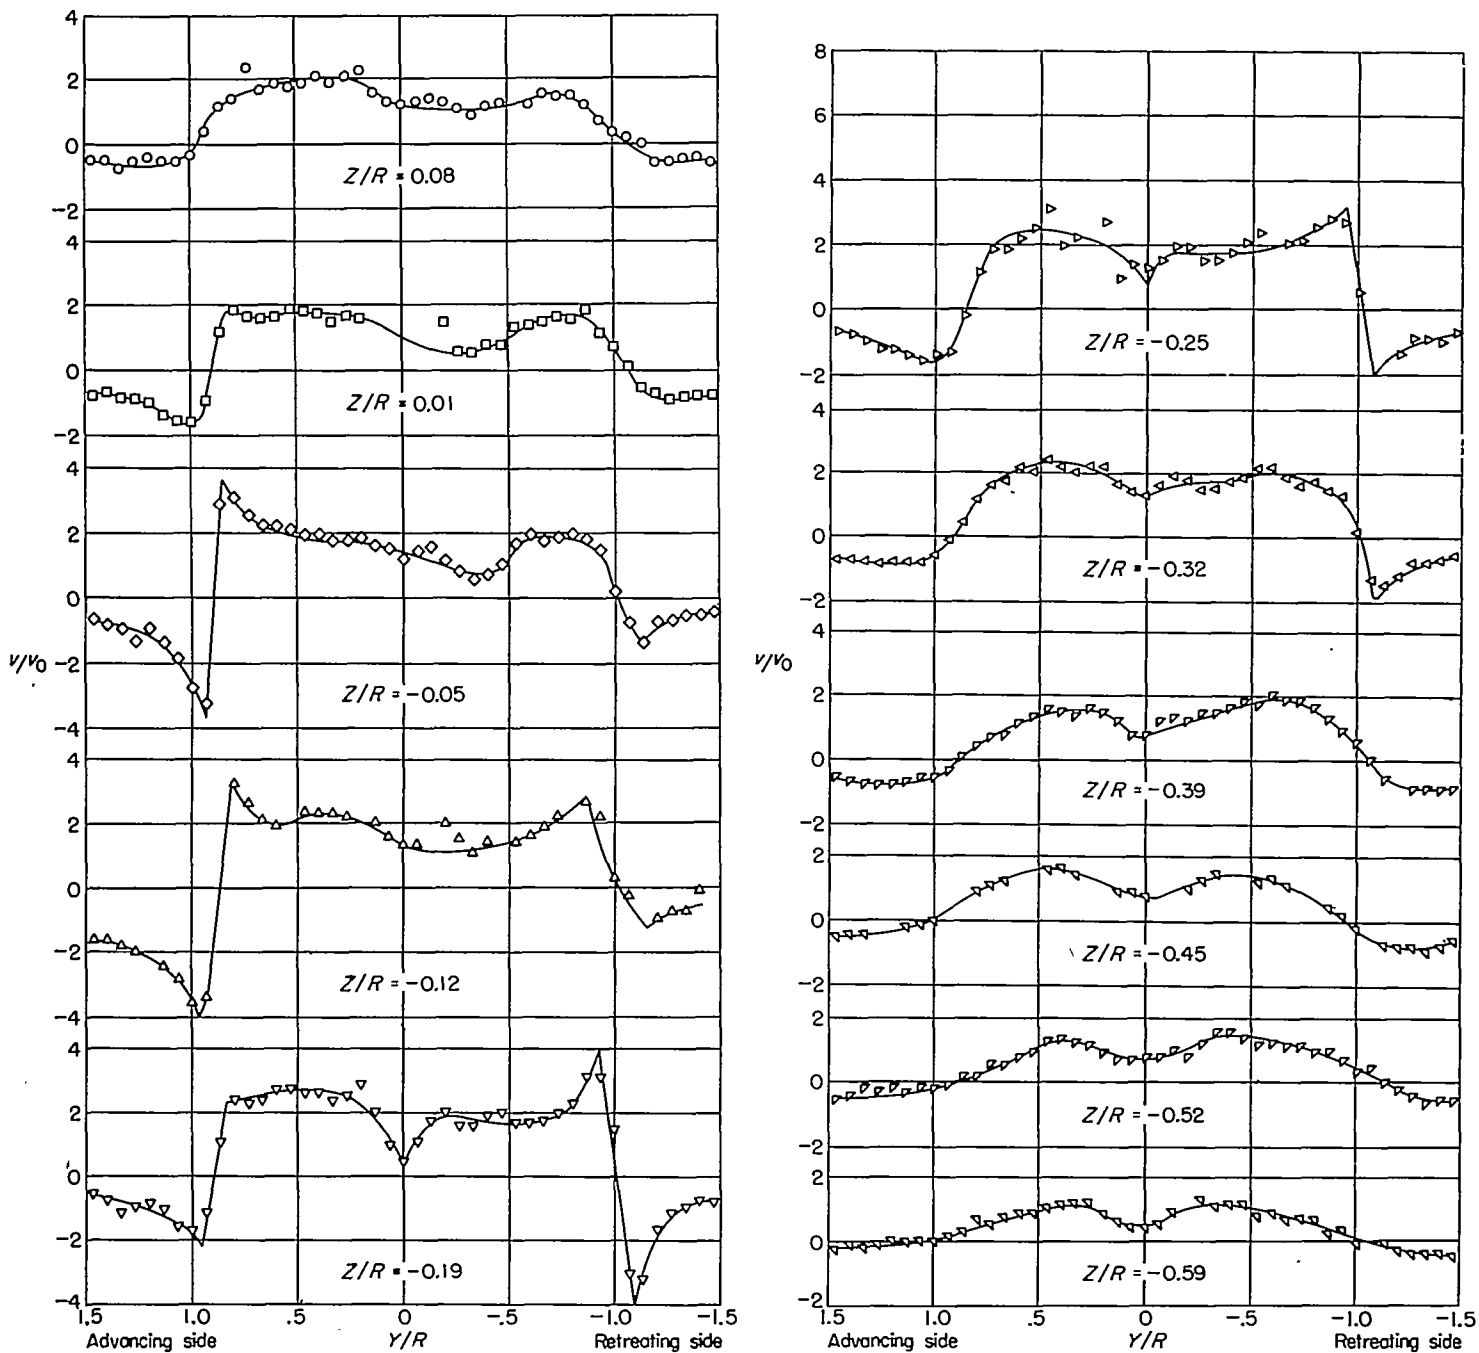 4
2
0
Z/R = 0.08
-2
4
2
0
Z/R = 0.01
-2
4
2
0
-2
v/v0
Z/R = -0.05
-4
4
2
0
-2
Z/R = -0.12
-4
4
2
0
-2
Z/R = -0.19
-4
1.5 1.0 .5 0 -.5 -1.0 -1.5
Advancing side Y/R Retreating side
8
6
4
2
0
Z/R = -0.25
-2
4
2
0
Z/R = -0.32
-2
4
v/v0
2
0
Z/R = -0.39
-2
2
0
Z/R = -0.45
-2
2
0
Z/R = -0.52
-2
2
0
Z/R = -0.59
-2
1.5 1.0 .5 0 -.5 -1.0 -1.5
Advancing side Y/R Retreating side